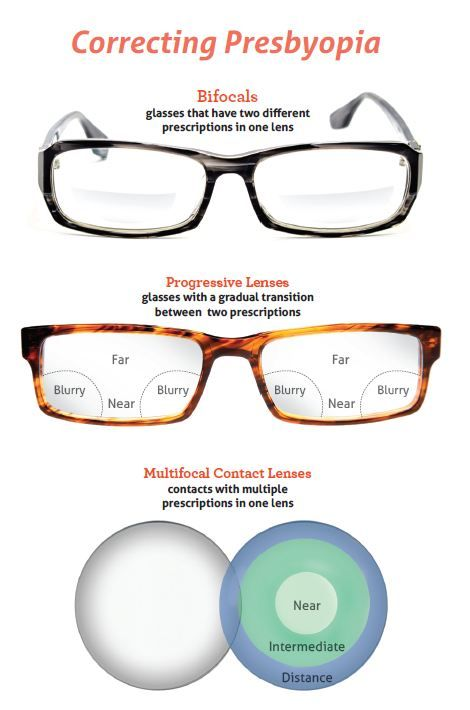 Correcting Presbyopia
Bifocals
glasses that have two different
prescriptions in one lens
Progressive Lenses
glasses with a gradual transition
between two prescriptions
Far
Far
Blurry
Blurry
Blurry
Blurry
Near
Near
Multifocal Contact Lenses
contacts with multiple
prescriptions in one lens
Near
Intermediate
Distance